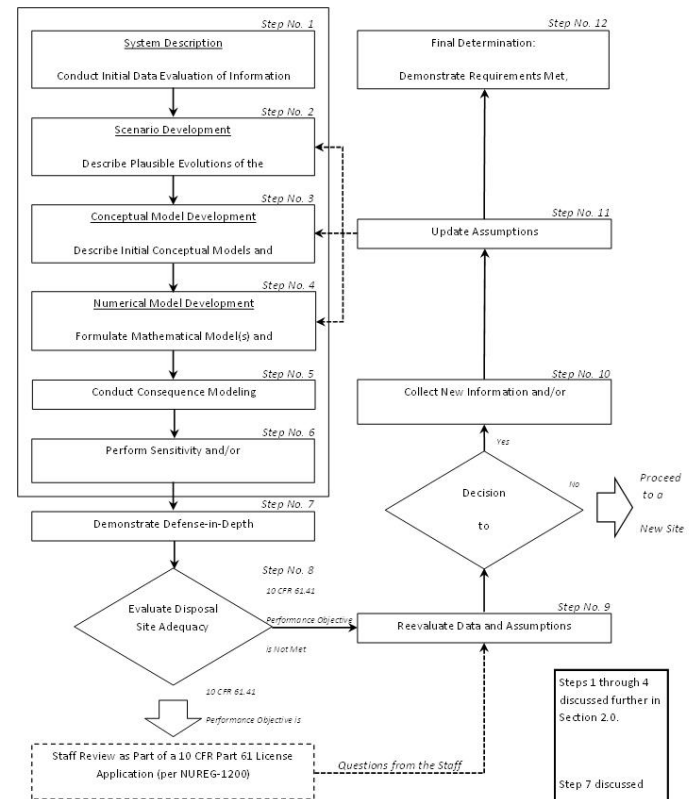 Step No. 1
System Description
Conduct Initial Data Evaluation of Information
Step No. 2
Scenario Development
Describe Plausible Evolutions of the
Step No. 3
Conceptual Model Development
Describe Initial Conceptual Models and
Step No. 4
Numerical Model Development
Formulate Mathematical Model(s) and
Step No. 5
Conduct Consequence Modeling
Step No. 6
Perform Sensitivity and/or
Step No. 7
Demonstrate Defense-in-Depth
Step No. 8
Evaluate Disposal
Site Adequacy
10 CFR 61.41
Performance Objective
is Not Met
10 CFR 61.41
Performance Objective is
Staff Review as Part of a 10 CFR Part 61 License
Application (per NUREG-1200)
Questions from the Staff
Step No. 9
Reevaluate Data and Assumptions
Decision
to
Yes
No
Proceed
to a
New Site
Step No. 10
Collect New Information and/or
Step No. 11
Update Assumptions
Step No. 12
Final Determination:
Demonstrate Requirements Met,
Steps 1 through 4
discussed further in
Section 2.0.
Step 7 discussed